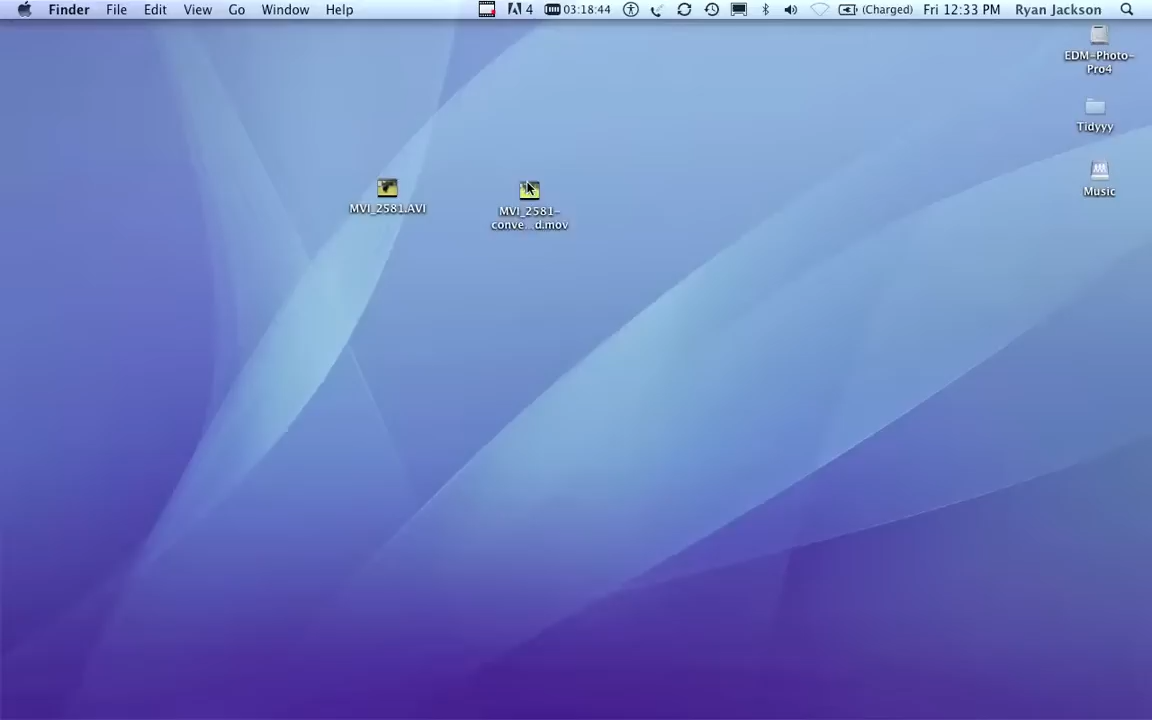 Finder File Edit View Go Window Help 4 03:18:44 (Charged) Fri 12:33 PM Ryan Jackson
EDM-Photo-
Pro4
Tidyyy
Music
MVI_2581.AVI
MVI_2581-
conve...d.mov